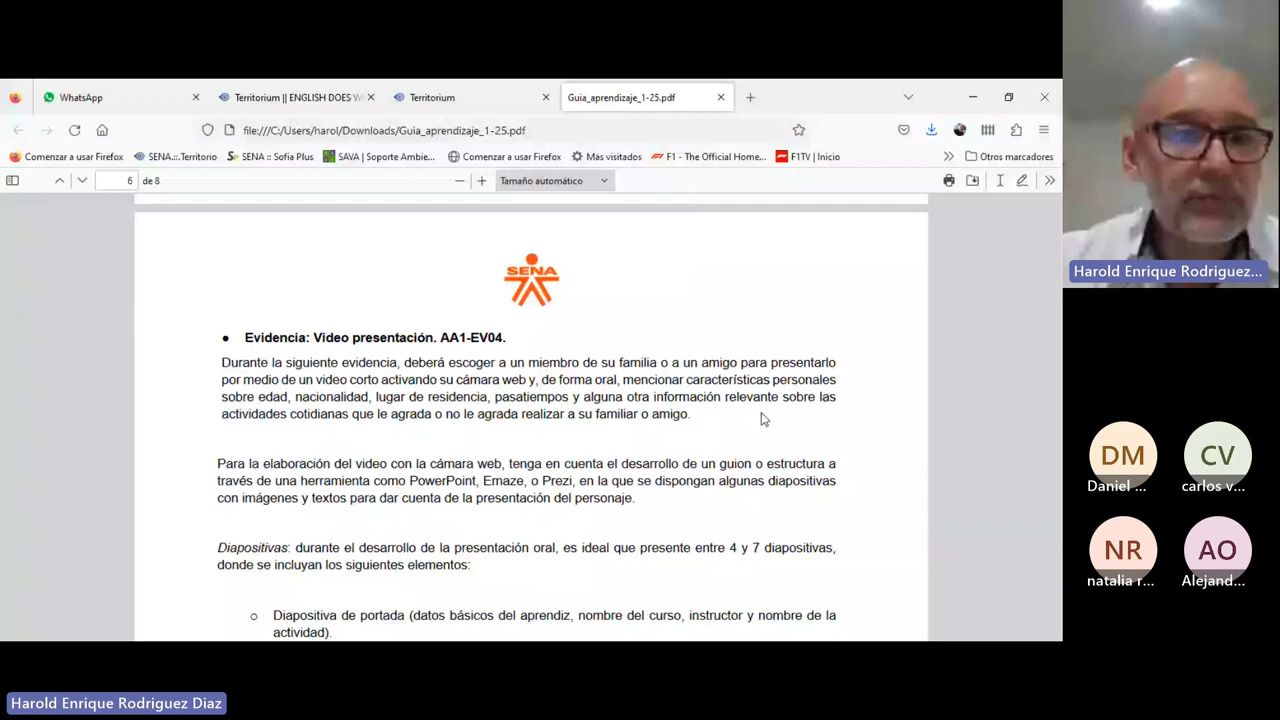 WhatsApp
Territorium || ENGLISH DOES W
Territorium
Guia_aprendizaje_1-25.pdf
file:///C:/Users/harol/Downloads/Guia_aprendizaje_1-25.pdf
Comenzar a usar Firefox
SENA.::.Territorio
SENA :: Sofia Plus
SAVA | Soporte Ambie...
Comenzar a usar Firefox
Más visitados
F1 - The Official Home...
F1TV | Inicio
Otros marcadores
6 de 8
Tamaño automático
SENA
• Evidencia: Video presentación. AA1-EV04.
Durante la siguiente evidencia, deberá escoger a un miembro de su familia o a un amigo para presentarlo
por medio de un video corto activando su cámara web y, de forma oral, mencionar características personales
sobre edad, nacionalidad, lugar de residencia, pasatiempos y alguna otra información relevante sobre las
actividades cotidianas que le agrada o no le agrada realizar a su familiar o amigo.
Para la elaboración del video con la cámara web, tenga en cuenta el desarrollo de un guion o estructura a
través de una herramienta como PowerPoint, Emaze, o Prezi, en la que se dispongan algunas diapositivas
con imágenes y textos para dar cuenta de la presentación del personaje.
Diapositivas: durante el desarrollo de la presentación oral, es ideal que presente entre 4 y 7 diapositivas,
donde se incluyan los siguientes elementos:
o Diapositiva de portada (datos básicos del aprendiz, nombre del curso, instructor y nombre de la
actividad).
Harold Enrique Rodriguez...
DM
Daniel ...
CV
carlos v...
NR
natalia r...
AO
Alejand...
Harold Enrique Rodriguez Diaz